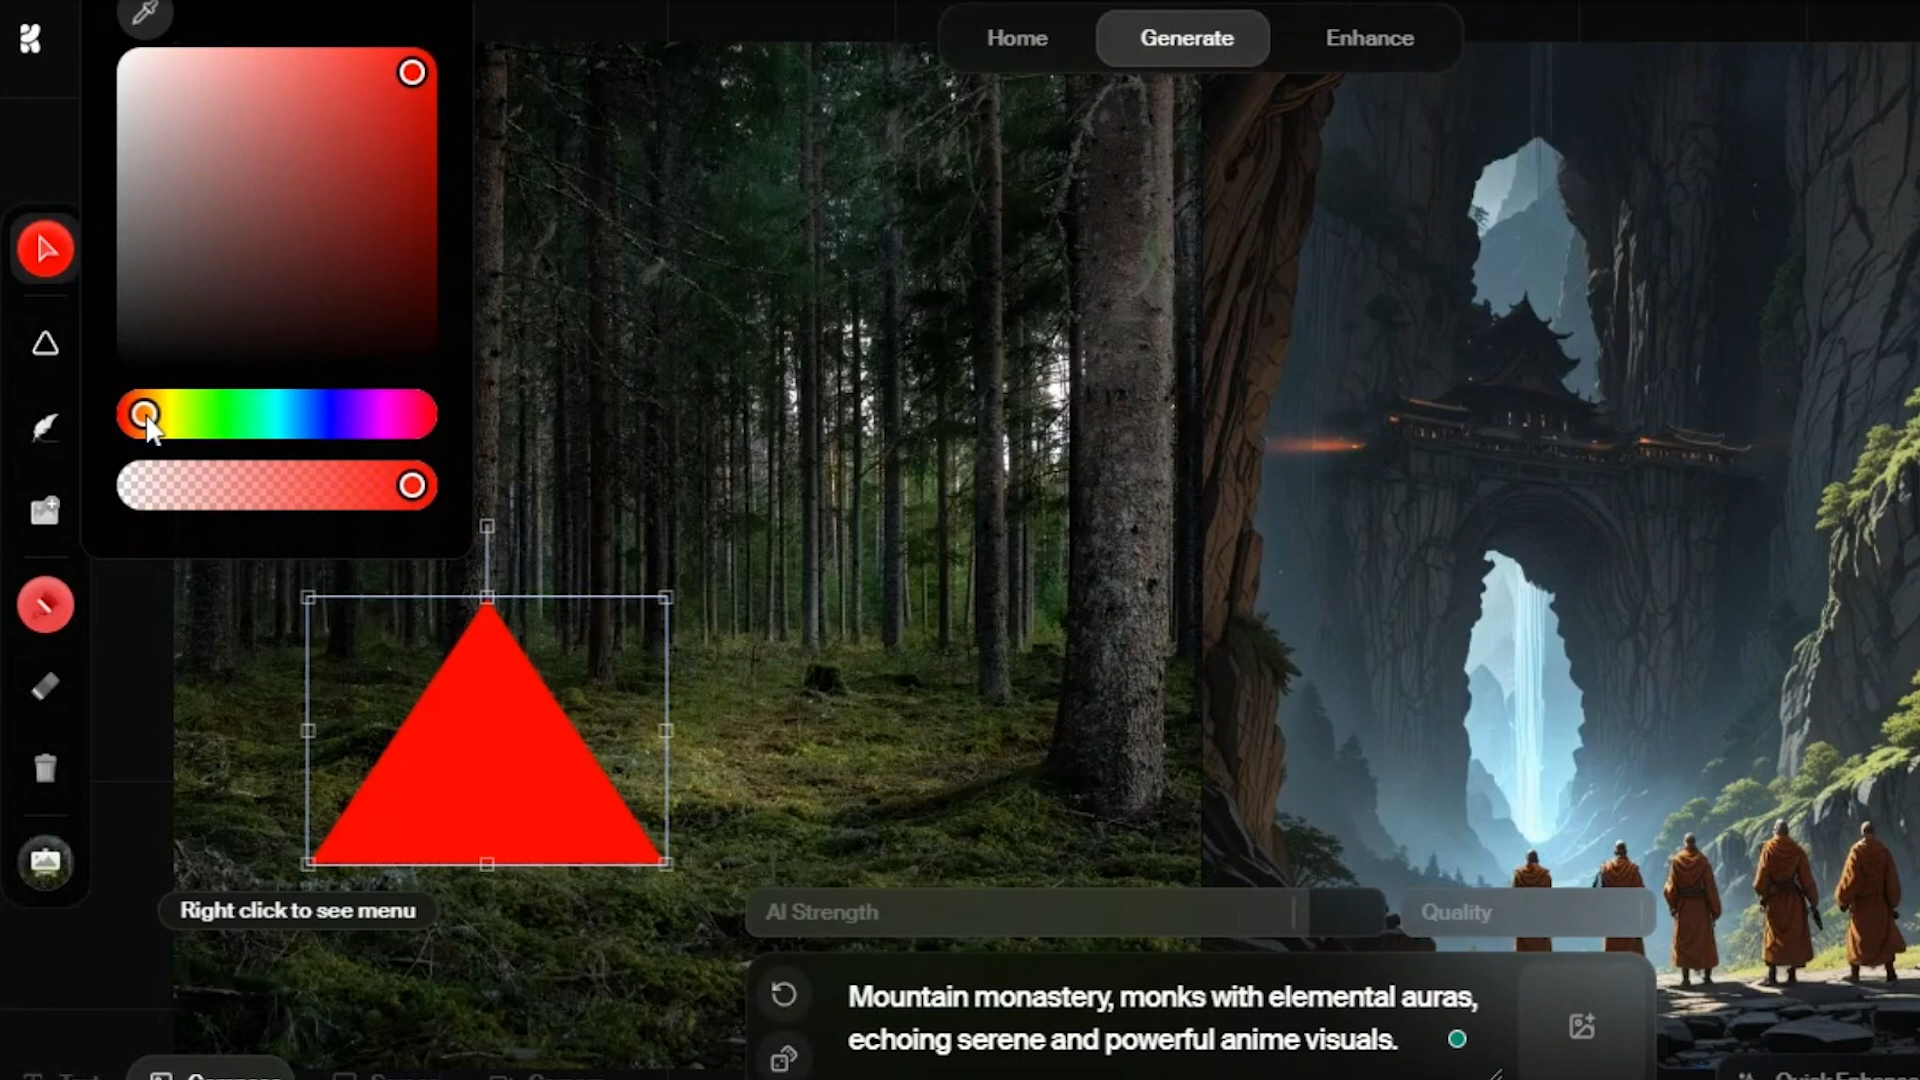 Home
Generate
Enhance
Right click to see menu
AI Strength
Quality
Mountain monastery, monks with elemental auras,
echoing serene and powerful anime visuals.